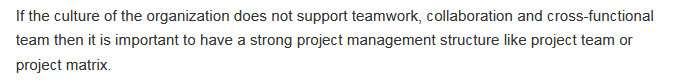 If the culture of the organization does not support teamwork, collaboration and cross-functional
team then it is important to have a strong project management structure like project team or
project matrix.